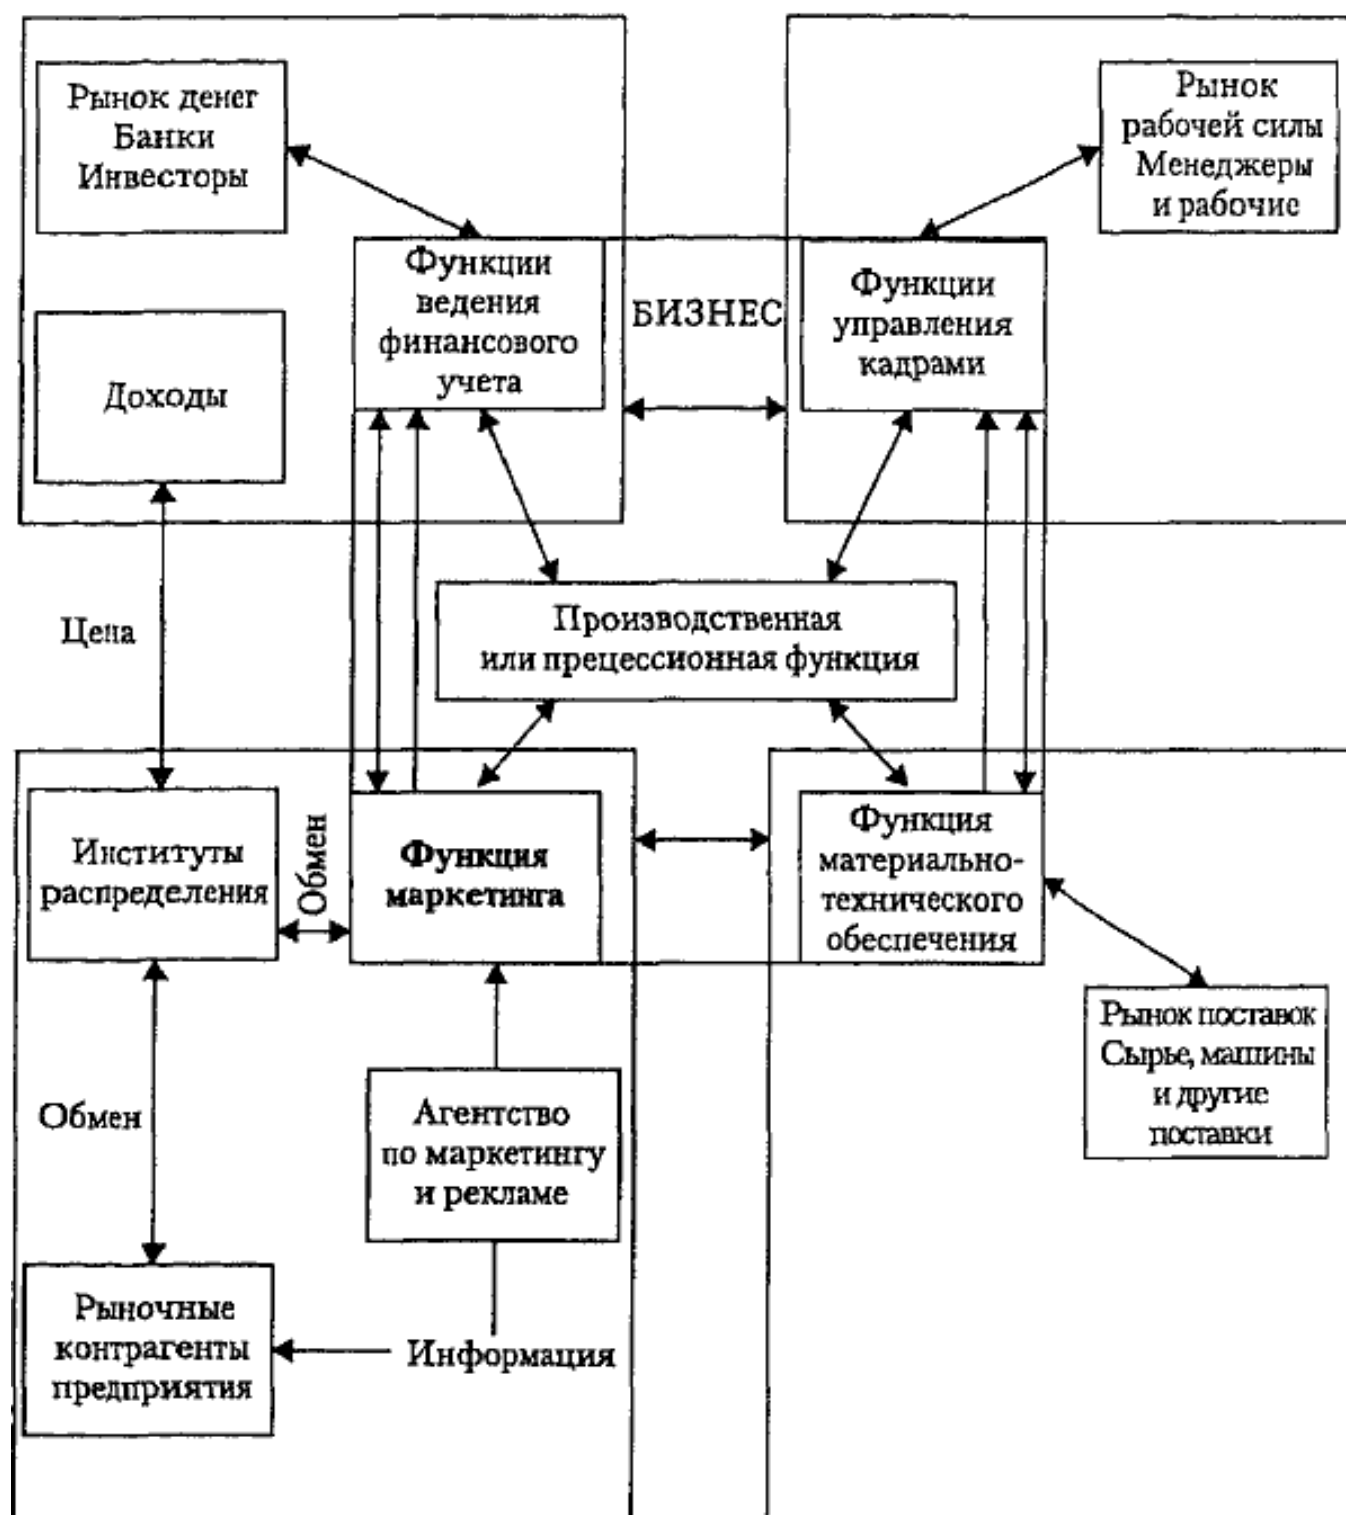 Рынок денег
Банки
Инвесторы
Рынок
рабочей силы
Менеджеры
и рабочие
Функции
ведения
финансового
учета
БИЗНЕС
Функции
управления
кадрами
Доходы
Цена
Производственная
или прецессионная функция
Институты
распределения
Обмен
Функция
маркетинга
Функция
материально-
технического
обеспечения
Рынок поставок
Сырье, машины
и другие
поставки
Обмен
Агентство
по маркетингу
и рекламе
Рыночные
контрагенты
предприятия
Информация